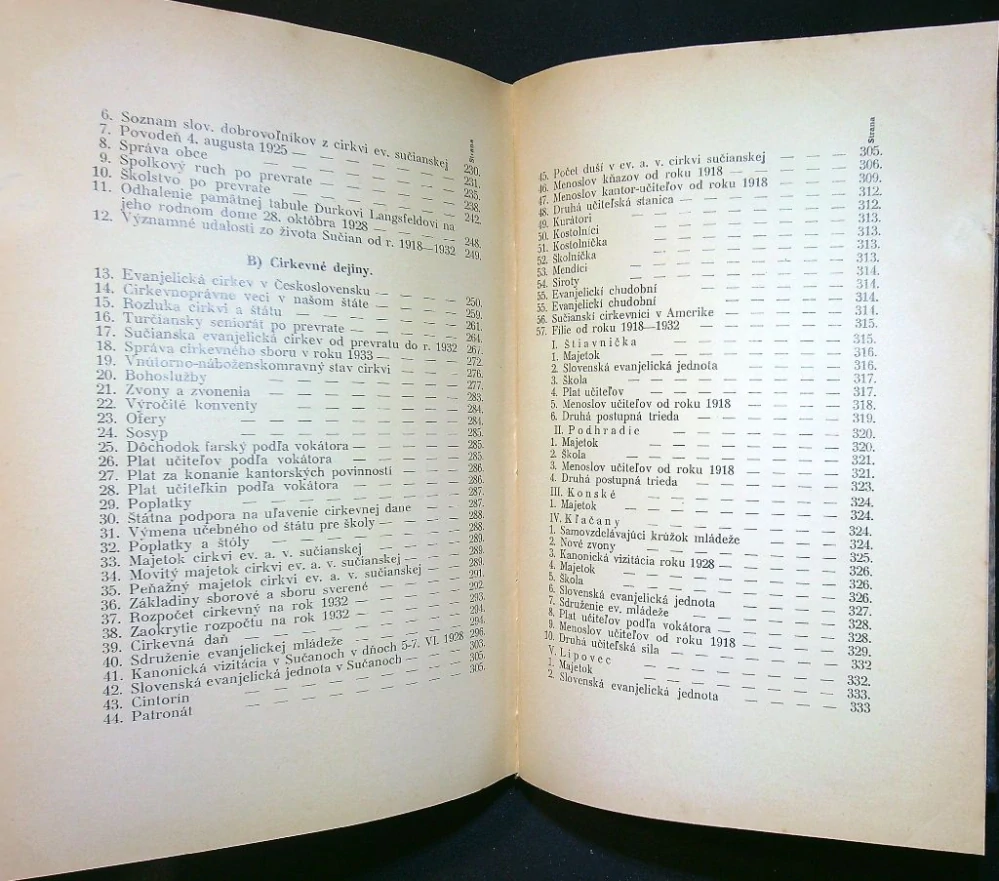 Strana
6. Soznam slov. dobrovoľníkov z cirkvi ev. sučianskej 230.
7. Povodeň 4. augusta 1925 — — — — — 231.
8. Správa obce — — — — — 235.
9. Spolkový ruch po prevrate — — — — 238.
10. Školstvo po prevrate — — — — 242.
11. Odhalenie pamätnej tabule Ďurkovi Langsfeldovi na
jeho rodnom dome 28. októbra 1928 — — — 248.
12. Významné udalosti zo života Sučian od r. 1918—1932 249.
B) Cirkevné dejiny.
13. Evanjelická cirkev v Československu — — — — 250.
14. Cirkevnoprávne veci v našom štáte — — — 259.
15. Rozluka cirkvi a štátu — — — — 261.
16. Turčiansky seniorát po prevrate — — — 264.
17. Sučianska evanjelická cirkev od prevratu do r. 1932 267.
18. Správa cirkevného sboru v roku 1933 — — — 272.
19. Vnútorno-náboženskomravný stav cirkvi — — — 276.
20. Bohoslužby — — — — — 277.
21. Zvony a zvonenia — — — — — 283.
22. Výročité konventy — — — — — 284.
23. Ofery — — — — — 284.
24. Sosyp — — — — — 285.
25. Dôchodok farský podľa vokátora — — — — 285.
26. Plat učiteľov podľa vokátora — — — — 285.
27. Plat za konanie kantorských povinností — — — 286.
28. Plat učiteľkin podľa vokátora — — — — 286.
29. Poplatky — — — — — 287.
30. Štátna podpora na uľavenie cirkevnej dane — — 287.
31. Výmena učebného od štátu pre školy — — — 288.
32. Poplatky a štóly — — — — — 288.
33. Majetok cirkvi ev. a. v. sučianskej — — — 289.
34. Movitý majetok cirkvi ev. a. v. sučianskej — — 289.
35. Peňažný majetok cirkvi ev. a. v. sučianskej — — 289.
36. Základiny sborové a sboru sverené — — — 291.
37. Rozpočet cirkevný na rok 1932 — — — — 292.
38. Zaokrytie rozpočtu na rok 1932 — — — — 293.
39. Cirkevná daň — — — — — 294.
40. Sdruženie evanjelickej mládeže — — — — 294.
41. Kanonická vizitácia v Sučanoch v dňoch 5-7. VI. 1928 296.
42. Slovenská evanjelická jednota v Sučanoch — — — 303.
43. Cintorín — — — — — 305.
44. Patronát — — — — — 305.
Strana
45. Počet duší v ev. a. v. cirkvi sučianskej — — — — 305.
46. Menoslov kňazov od roku 1918 — — — — 306.
47. Menoslov kantor-učiteľov od roku 1918 — — — — 309.
48. Druhá učiteľská stanica — — — — 312.
49. Kurátori — — — — — 312.
50. Kostolníci — — — — — 313.
51. Kostolníčka — — — — — 313.
52. Školnička — — — — — 313.
53. Mendíci — — — — — 313.
54. Siroty — — — — — 314.
55. Evanjelickí chudobní — — — — — 314.
55. Evanjelickí chudobní — — — — — 314.
56. Sučianski cirkevníci v Amerike — — — — 314.
57. Filie od roku 1918—1932 — — — — 315.
I. Štiavnička — — — — — 315.
1. Majetok — — — — — 316.
2. Slovenská evanjelická jednota — — — — 316.
3. Škola — — — — — 317.
4. Plat učiteľov — — — — — 317.
5. Menoslov učiteľov od roku 1918 — — — — 318.
6. Druhá postupná trieda — — — — 319.
II. Podhradie — — — — — 320.
1. Majetok — — — — — 320.
2. Škola — — — — — 321.
3. Menoslov učiteľov od roku 1918 — — — — 321.
4. Druhá postupná trieda — — — — 323.
III. Konské — — — — — 324.
1. Majetok — — — — — 324.
IV. Kľačany — — — — — 324.
1. Samovzdelávajúci krúžok mládeže — — — — 324.
2. Nové zvony — — — — — 325.
3. Kanonická vizitácia roku 1928 — — — — 326.
4. Majetok — — — — — 326.
5. Škola — — — — — 326.
6. Slovenská evanjelická jednota — — — — 327.
7. Sdruženie ev. mládeže — — — — 328.
8. Plat učiteľov podľa vokátora — — — — 328.
9. Menoslov učiteľov od roku 1918 — — — — 329.
10. Druhá učiteľská sila — — — — 332
V. Lipovec — — — — — 332.
1. Majetok — — — — — 333.
2. Slovenská evanjelická jednota — — — — 333